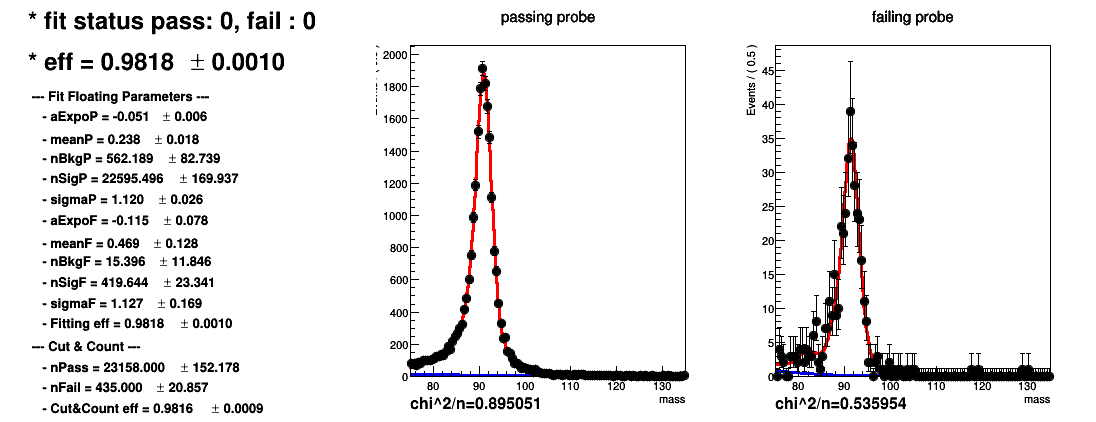 * fit status pass: 0, fail : 0
* eff = 0.9818 ± 0.0010
--- Fit Floating Parameters ---
- aExpoP = -0.051 ± 0.006
- meanP = 0.238 ± 0.018
- nBkgP = 562.189 ± 82.739
- nSigP = 22595.496 ± 169.937
- sigmaP = 1.120 ± 0.026
- aExpoF = -0.115 ± 0.078
- meanF = 0.469 ± 0.128
- nBkgF = 15.396 ± 11.846
- nSigF = 419.644 ± 23.341
- sigmaF = 1.127 ± 0.169
- Fitting eff = 0.9818 ± 0.0010
--- Cut & Count ---
- nPass = 23158.000 ± 152.178
- nFail = 435.000 ± 20.857
- Cut&Count eff = 0.9816 ± 0.0009
passing probe
2000
1800
1600
1400
1200
1000
800
600
400
200
0
80 90 100 110 120 130
mass
chi^2/n=0.895051
failing probe
Events / ( 0.5 )
45
40
35
30
25
20
15
10
5
0
80 90 100 110 120 130
mass
chi^2/n=0.535954